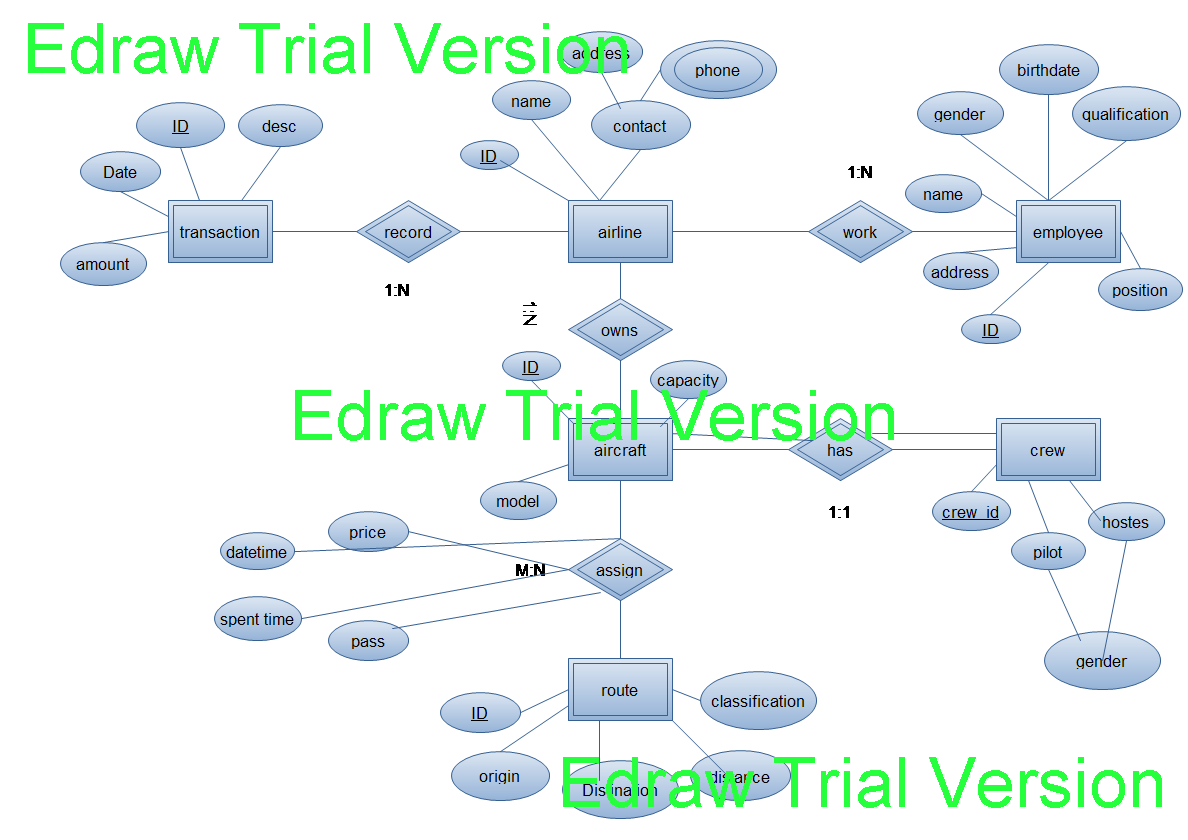 Edraw Trial Version
address
phone
birthdate
name
contact
gender
qualification
ID
desc
ID
Date
1:N
name
transaction
record
airline
work
employee
amount
address
position
1:N
1:N
owns
ID
ID
capacity
Edraw Trial Version
aircraft
has
crew
model
1:1
crew_id
hostes
price
datetime
pilot
M:N
assign
spent time
pass
gender
route
classification
ID
origin
distance
Distination
Edraw Trial Version